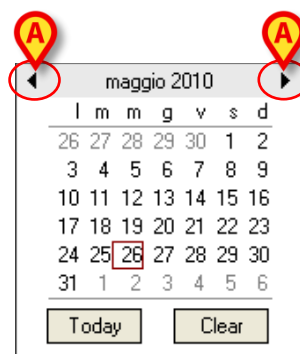 A A
maggio 2010
l m m g v s d
26 27 28 29 30 1 2
3 4 5 6 7 8 9
10 11 12 13 14 15 16
17 18 19 20 21 22 23
24 25 26 27 28 29 30
31 1 2 3 4 5 6
Today Clear